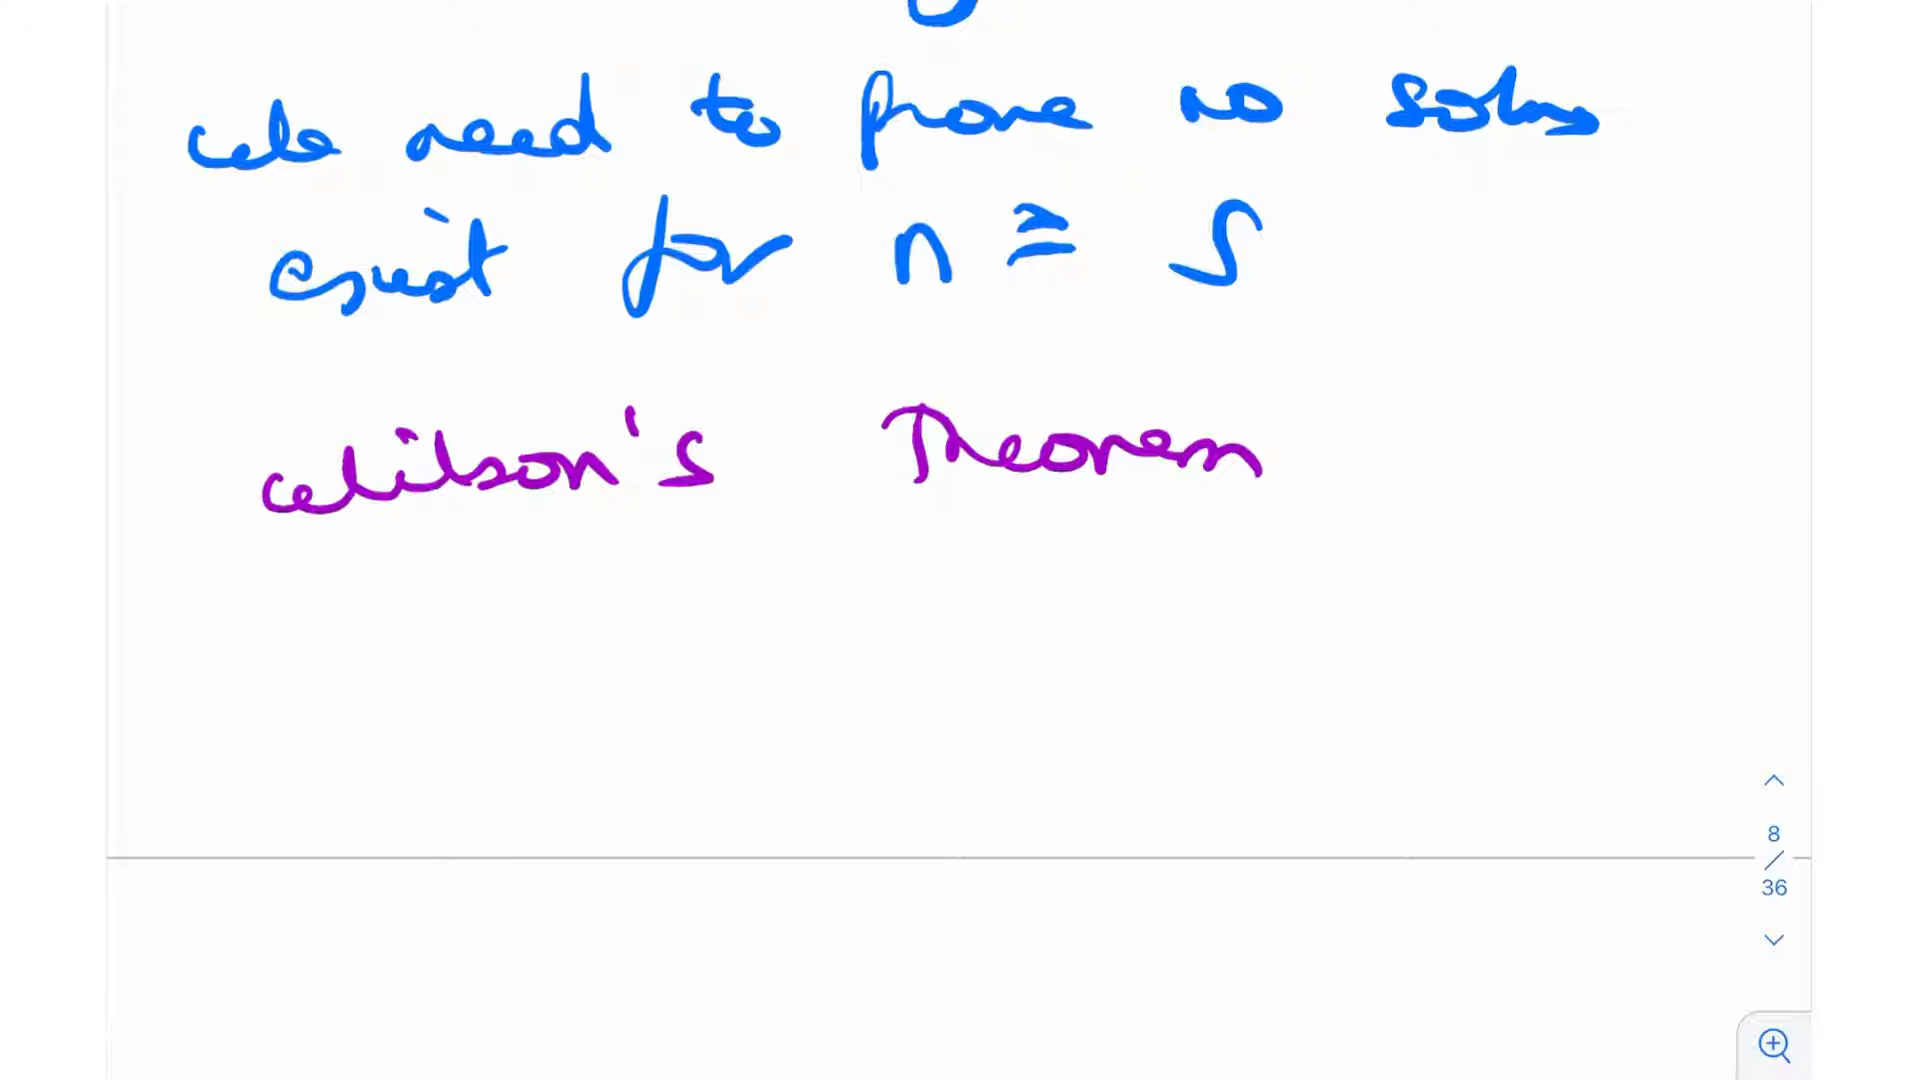 We need to prove no solns
exist for n ≥ 5
Wilson's Theorem
8
/
36